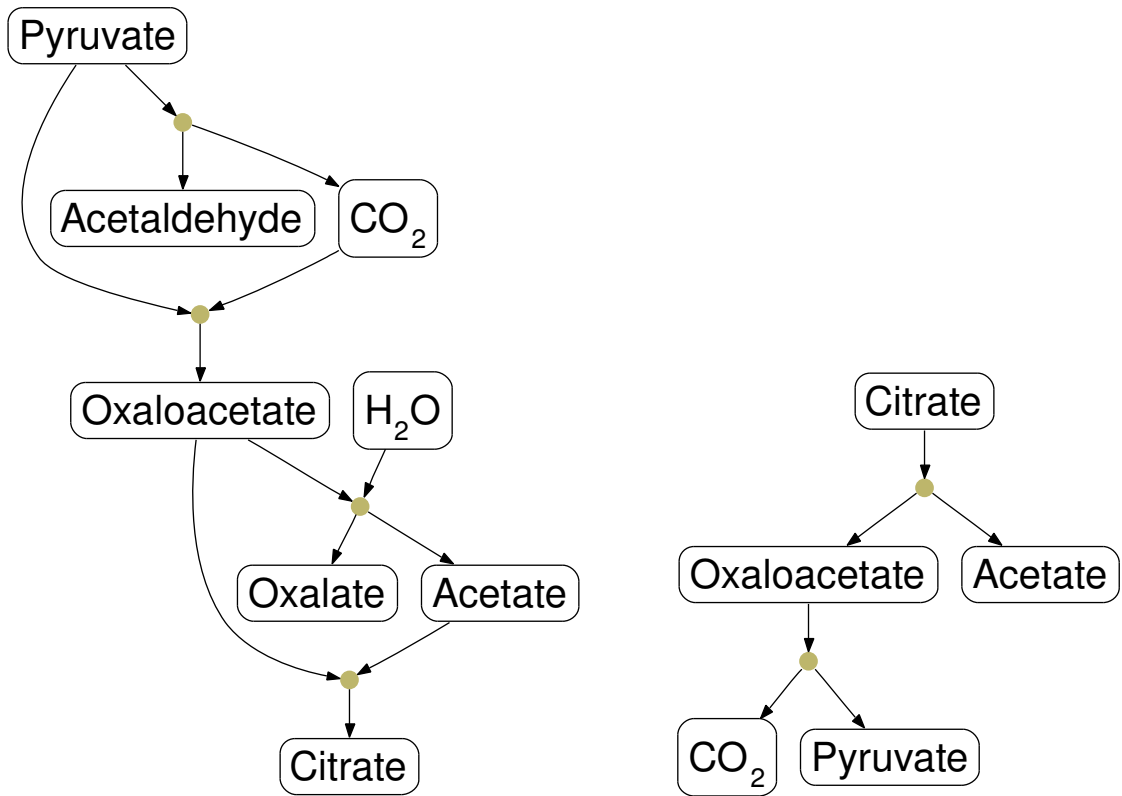 Pyruvate
Acetaldehyde
CO₂
Oxaloacetate
H₂O
Oxalate
Acetate
Citrate
Citrate
Oxaloacetate
Acetate
CO₂
Pyruvate